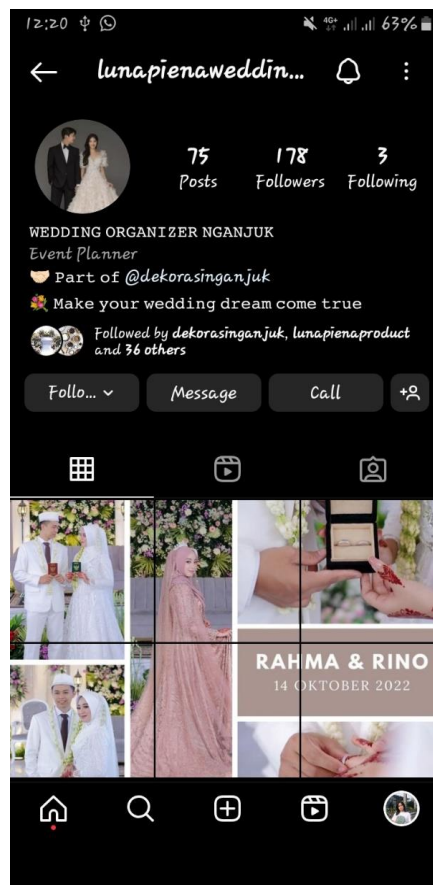 12:20 4G+ 63%
lunapienaweddin...
75 178 3
Posts Followers Following
WEDDING ORGANIZER NGANJUK
Event Planner
Part of @dekorasinganjuk
Make your wedding dream come true
Followed by dekorasinganjuk, lunapienaproduct
and 36 others
Follo... Message Call
RAHMA & RINO
14 OKTOBER 2022